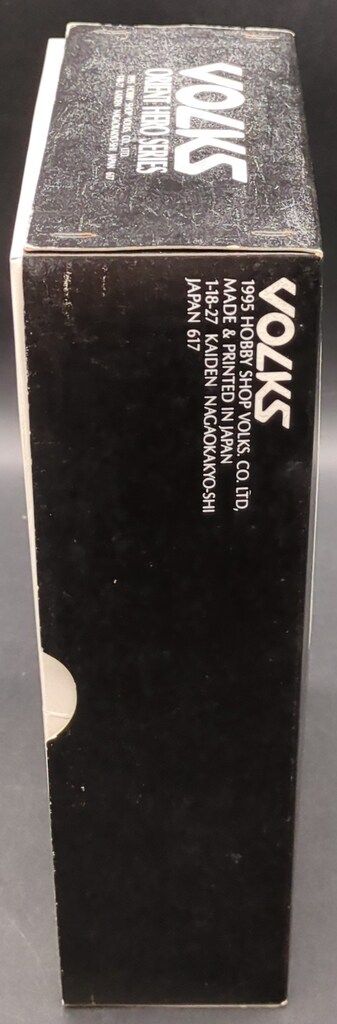 VOLKS
ORIENT HERO SERIES
VOLKS
1995 HOBBY SHOP VOLKS. CO. LTD,
MADE & PRINTED IN JAPAN
1-18-27 KAIDEN NAGAOKAKYO-SHI
JAPAN 617